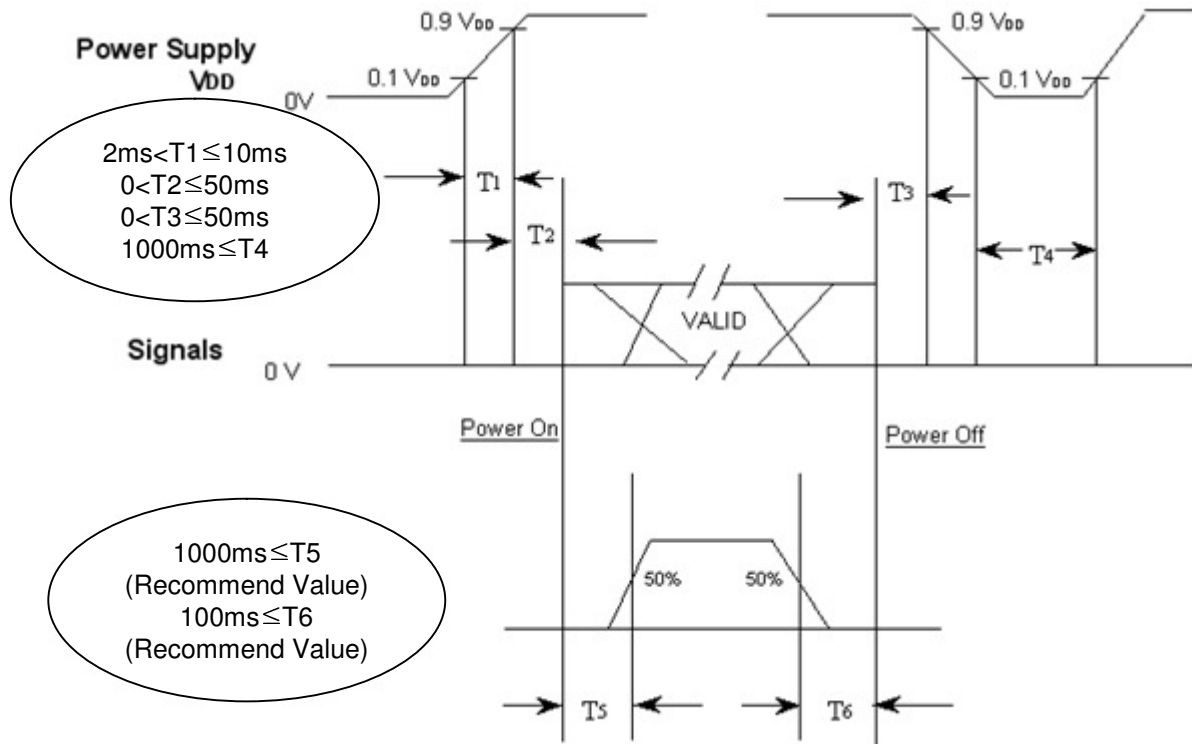 0.9 VDD
0.9 VDD
Power Supply
VDD
0.1 VDD
0.1 VDD
0V
2ms<T1≤10ms
0<T2≤50ms
0<T3≤50ms
1000ms≤T4
T1
T2
T3
T4
VALID
Signals
0 V
Power On
Power Off
1000ms≤T5
(Recommend Value)
100ms≤T6
(Recommend Value)
50%
50%
T5
T6